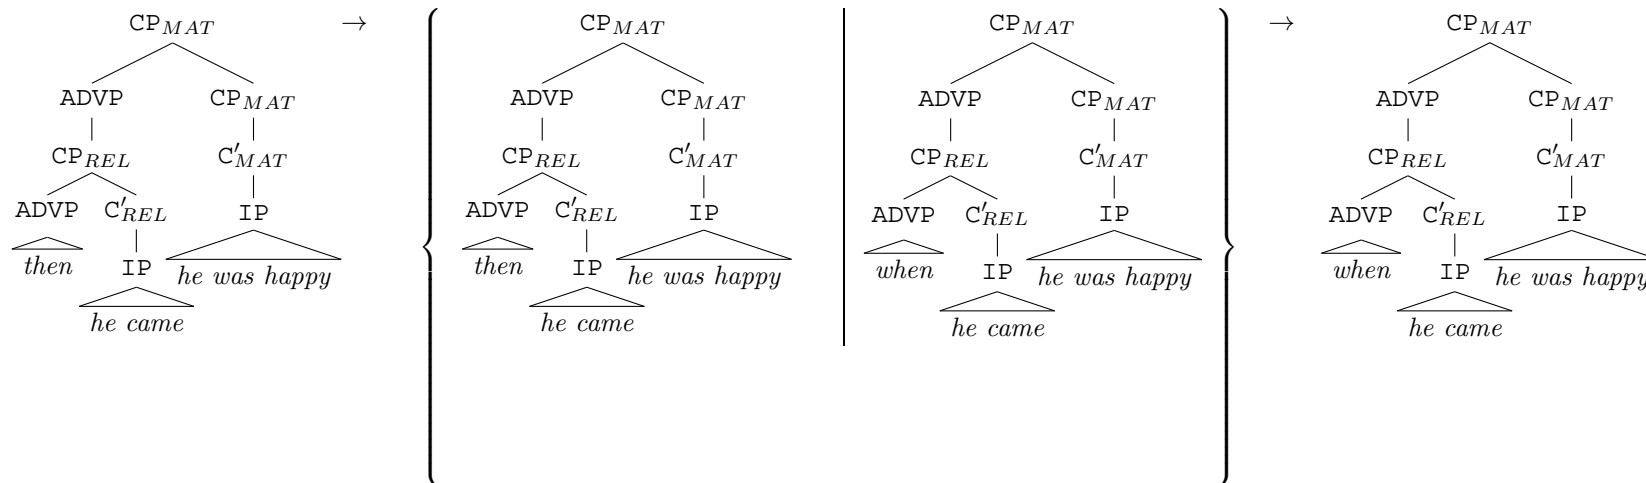 CP_MAT → CP_MAT CP_MAT → CP_MAT
ADVP CP_MAT ADVP CP_MAT ADVP CP_MAT ADVP CP_MAT
CP_REL C′_MAT CP_REL C′_MAT CP_REL C′_MAT CP_REL C′_MAT
ADVP C′_REL IP ADVP C′_REL IP ADVP C′_REL IP ADVP C′_REL IP
then IP he was happy then IP he was happy when IP he was happy when IP he was happy
he came he came he came he came